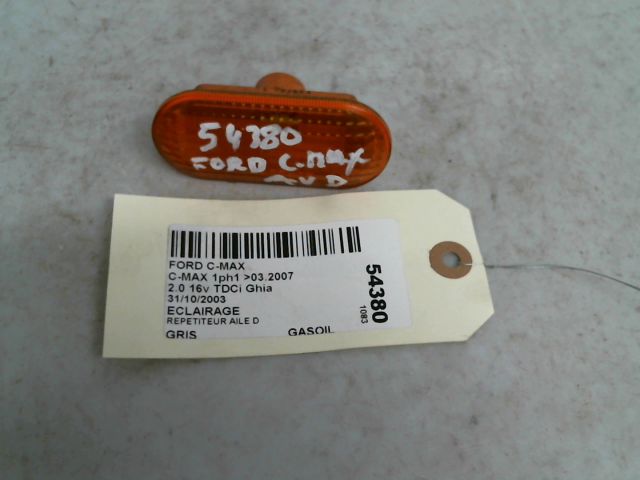 54380
FORD C.MAX
AV D
FORD C-MAX
C-MAX 1ph1 >03.2007
2.0 16v TDCi Ghia
31/10/2003
ECLAIRAGE
REPETITEUR AILE D
GRIS GASOIL
54380
1083